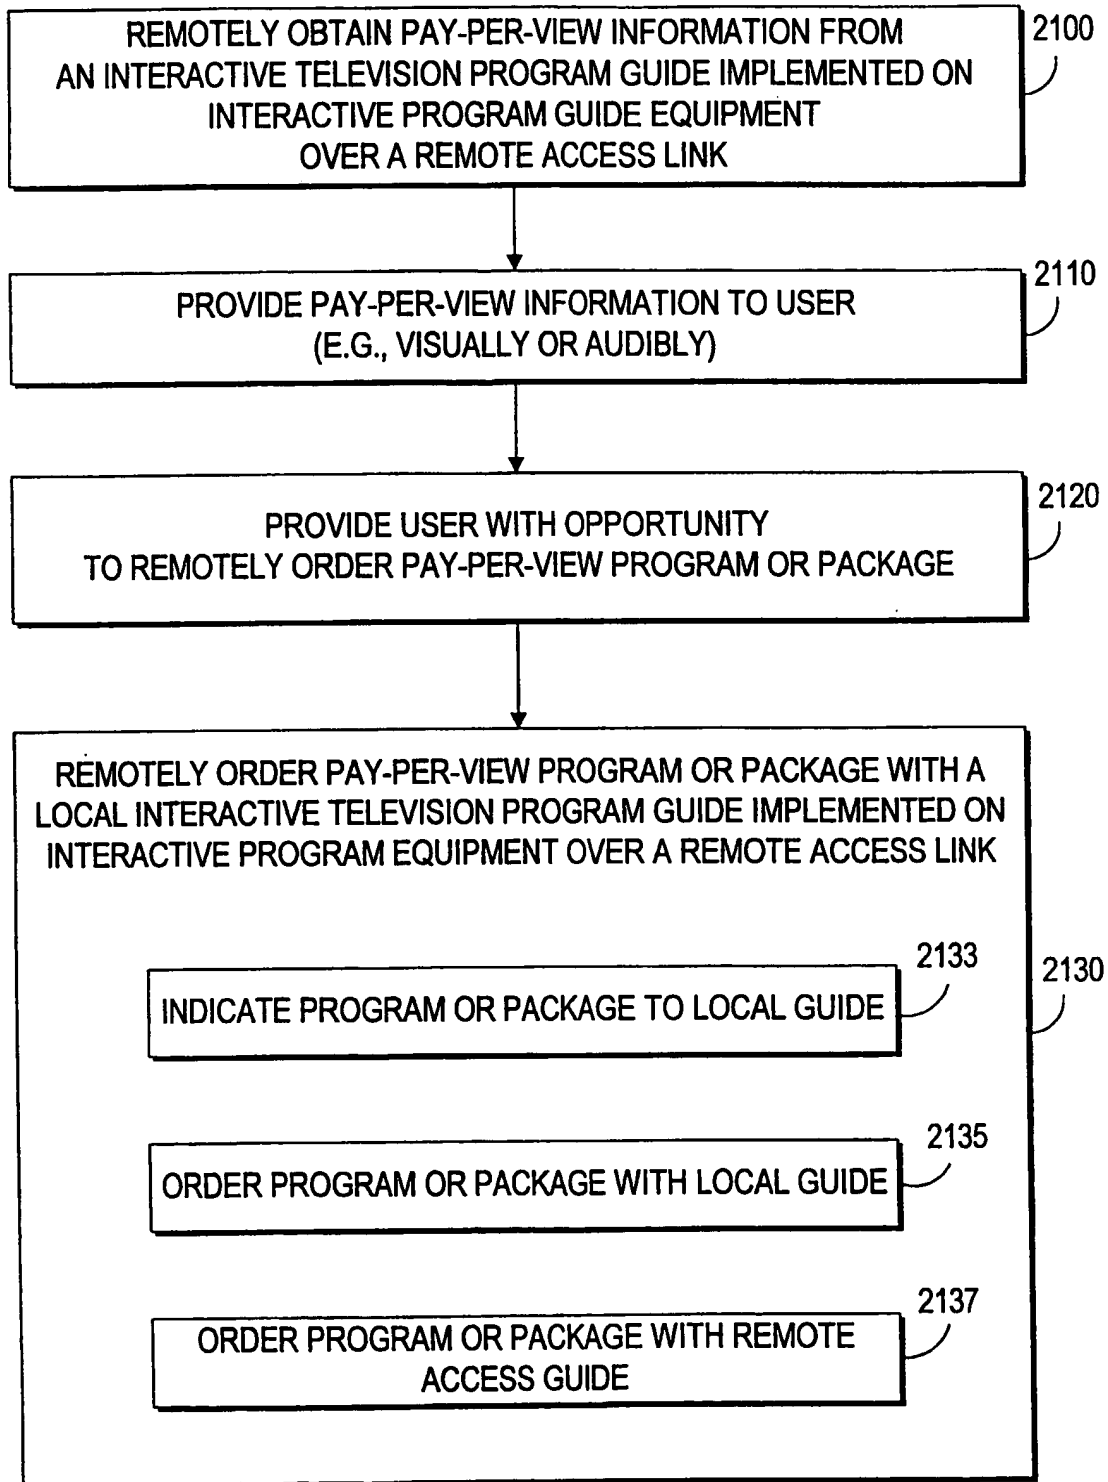 REMOTELY OBTAIN PAY-PER-VIEW INFORMATION FROM
AN INTERACTIVE TELEVISION PROGRAM GUIDE IMPLEMENTED ON
INTERACTIVE PROGRAM GUIDE EQUIPMENT
OVER A REMOTE ACCESS LINK
2100
PROVIDE PAY-PER-VIEW INFORMATION TO USER
(E.G., VISUALLY OR AUDIBLY)
2110
PROVIDE USER WITH OPPORTUNITY
TO REMOTELY ORDER PAY-PER-VIEW PROGRAM OR PACKAGE
2120
REMOTELY ORDER PAY-PER-VIEW PROGRAM OR PACKAGE WITH A
LOCAL INTERACTIVE TELEVISION PROGRAM GUIDE IMPLEMENTED ON
INTERACTIVE PROGRAM EQUIPMENT OVER A REMOTE ACCESS LINK
2130
INDICATE PROGRAM OR PACKAGE TO LOCAL GUIDE
2133
ORDER PROGRAM OR PACKAGE WITH LOCAL GUIDE
2135
ORDER PROGRAM OR PACKAGE WITH REMOTE
ACCESS GUIDE
2137